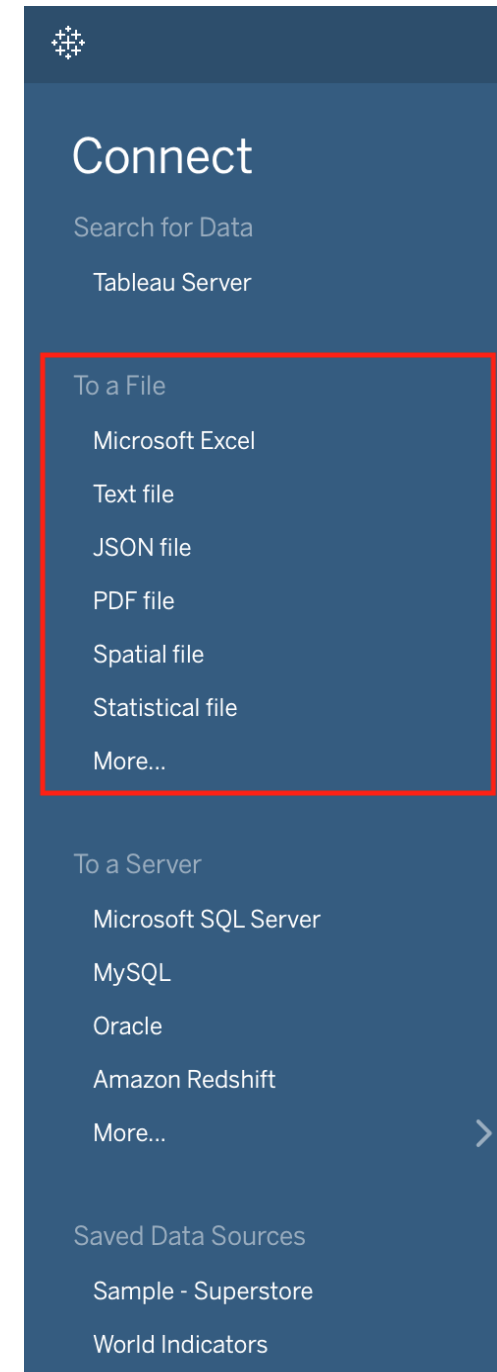 Connect
Search for Data
Tableau Server
To a File
Microsoft Excel
Text file
JSON file
PDF file
Spatial file
Statistical file
More...
To a Server
Microsoft SQL Server
MySQL
Oracle
Amazon Redshift
More...
Saved Data Sources
Sample - Superstore
World Indicators